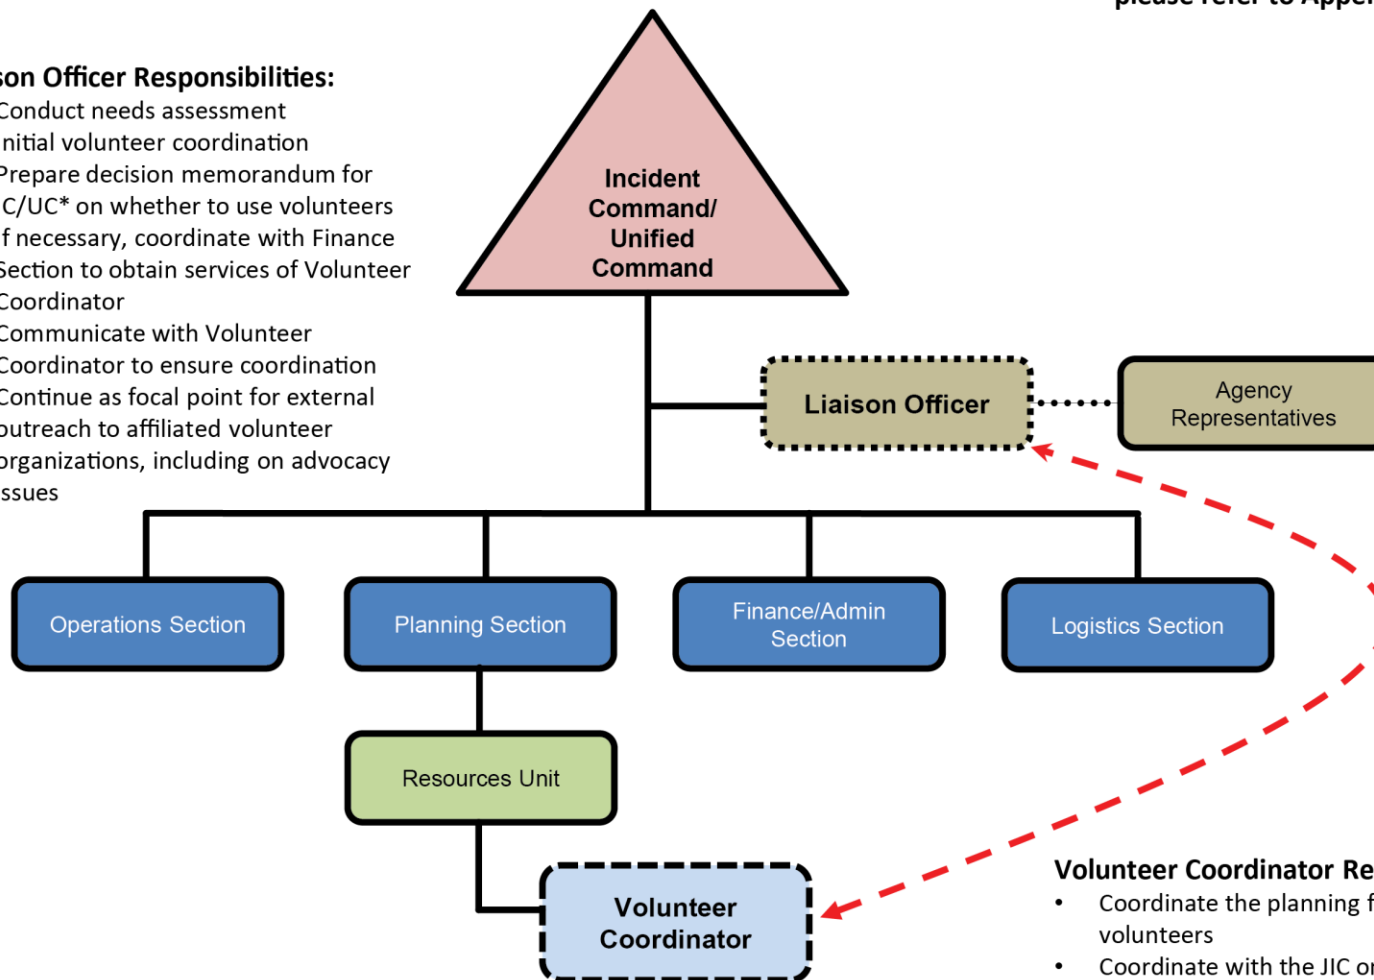 please refer to
son Officer Responsibilities:
Conduct needs assessment
nitial volunteer coordination
Prepare decision memorandum for
C/UC* on whether to use volunteers
f necessary, coordinate with Finance
Section to obtain services of Volunteer
Coordinator
Communicate with Volunteer
Coordinator to ensure coordination
Continue as focal point for external
outreach to affiliated volunteer
organizations, including on advocacy
ssues
Incident
Command/
Unified
Command
Liaison Officer
Agency
Representatives
Operations Section
Planning Section
Finance/Admin
Section
Logistics Section
Resources Unit
Volunteer
Coordinator
Volunteer Coordinator Re
• Coordinate the planning f
volunteers
• Coordinate with the JIC or